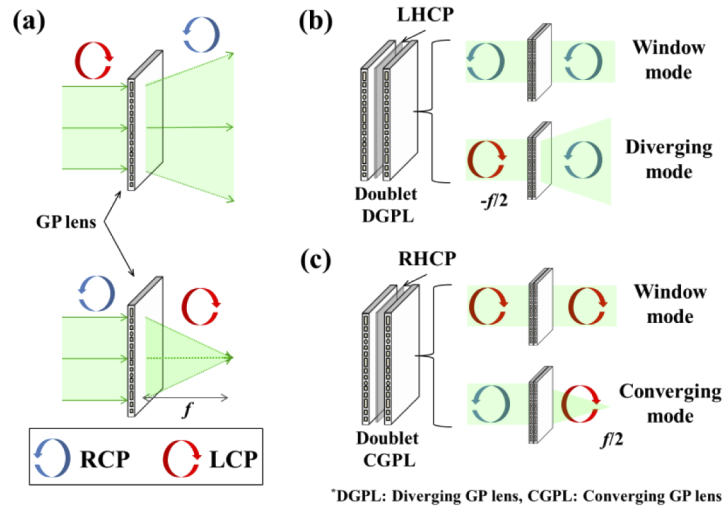 (a)
GP lens
f
RCP
LCP
(b)
LHCP
Doublet
DGPL
Window
mode
Diverging
mode
-f/2
(c)
RHCP
Doublet
CGPL
Window
mode
Converging
mode
f/2
*DGPL: Diverging GP lens, CGPL: Converging GP lens